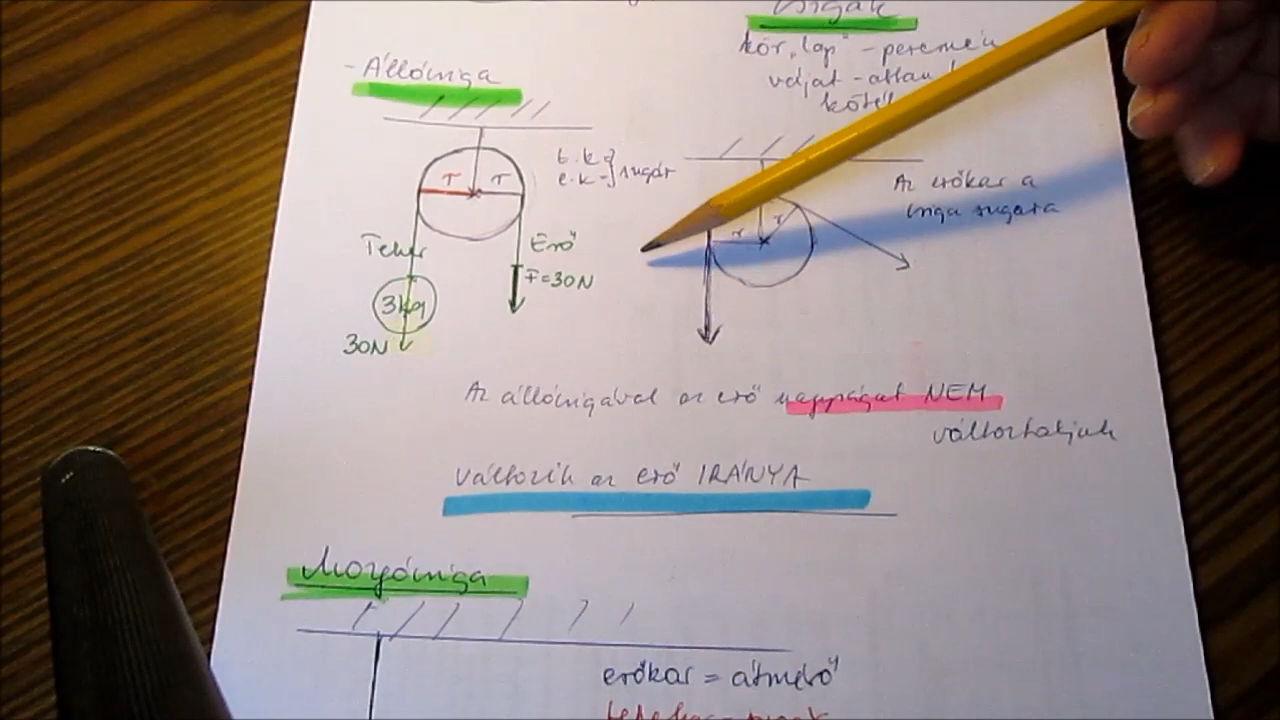 Csigák
kör „lap” - peremén
vájat - abban
kötél
- Állócsiga
r r
t.k
e.k - } sugár
Teher
Erő
3kg
F=30N
30N
r r
Az erőkar a
csiga sugara
Az állócsigával az erő nagyságát NEM
változtatjuk
Változik az erő IRÁNYA
Mozgócsiga
erőkar = átmérő